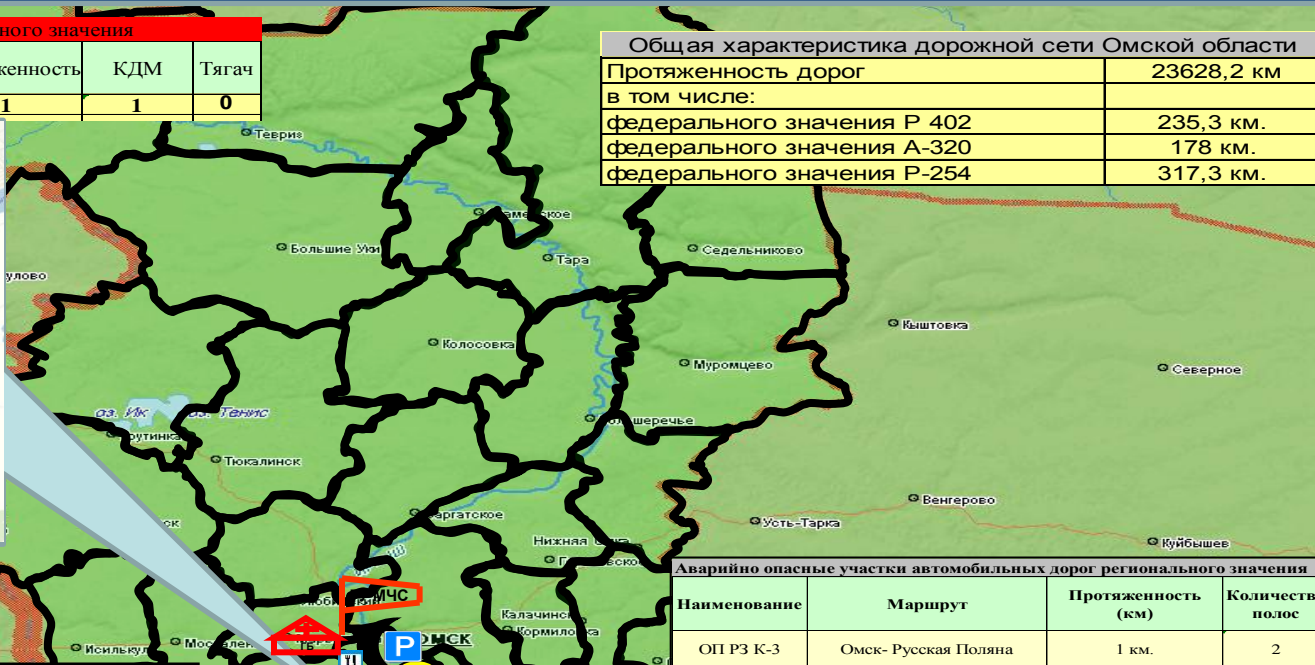 ного значения
женность КДМ Тягач
1 1 0
Общая характеристика дорожной сети Омской области
Протяженность дорог 23628,2 км
в том числе:
федерального значения Р 402 235,3 км.
федерального значения А-320 178 км.
федерального значения Р-254 317,3 км.
Тевриз
Большие Уки
Седельниково
Тара
улово
Кыштовка
Колосовка
Муромцево
Северное
оз. Ик
Тенис
Тюкалинск
Венгерово
Усть-Тарка
Нижняя
Куйбышев
Аварийно опасные участки автомобильных дорог регионального значения
Наименование Маршрут Протяженность (км) Количеств полос
ОП РЗ К-3 Омск- Русская Поляна 1 км. 2
МЧС
Кормиловка
P
Исилькул